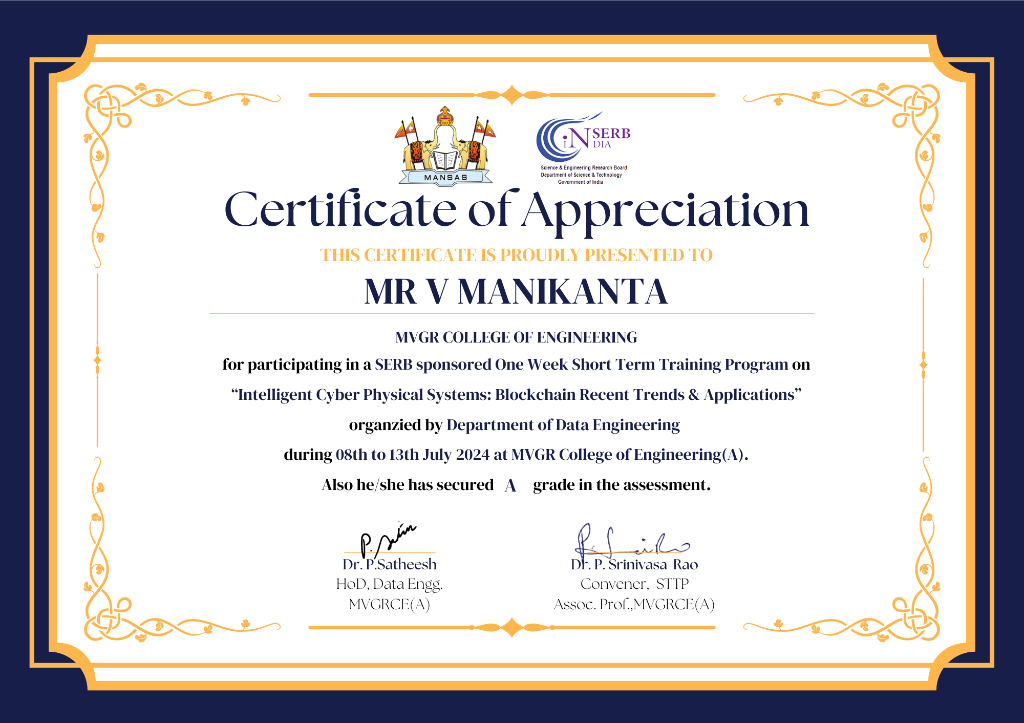 MANSAS
iN SERB
DIA
Science & Engineering Research Board
Department of Science & Technology
Government of India
Certificate of Appreciation
THIS CERTIFICATE IS PROUDLY PRESENTED TO
MR V MANIKANTA
MVGR COLLEGE OF ENGINEERING
for participating in a SERB sponsored One Week Short Term Training Program on
“Intelligent Cyber Physical Systems: Blockchain Recent Trends & Applications”
organzied by Department of Data Engineering
during 08th to 13th July 2024 at MVGR College of Engineering(A).
Also he/she has secured A grade in the assessment.
Dr. P.Satheesh
HoD, Data Engg.
MVGRCE(A)
Dr. P. Srinivasa Rao
Convener, STTP
Assoc. Prof.,MVGRCE(A)